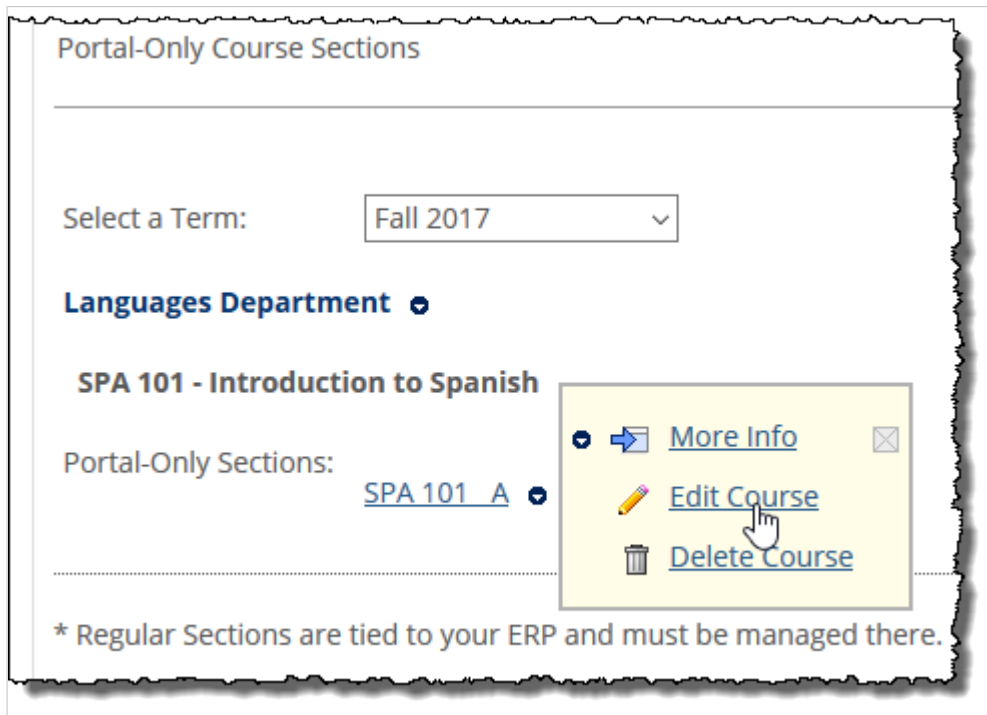 Portal-Only Course Sections
Select a Term: Fall 2017
Languages Department
SPA 101 - Introduction to Spanish
More Info
Portal-Only Sections:
SPA 101 A
Edit Course
Delete Course
* Regular Sections are tied to your ERP and must be managed there.